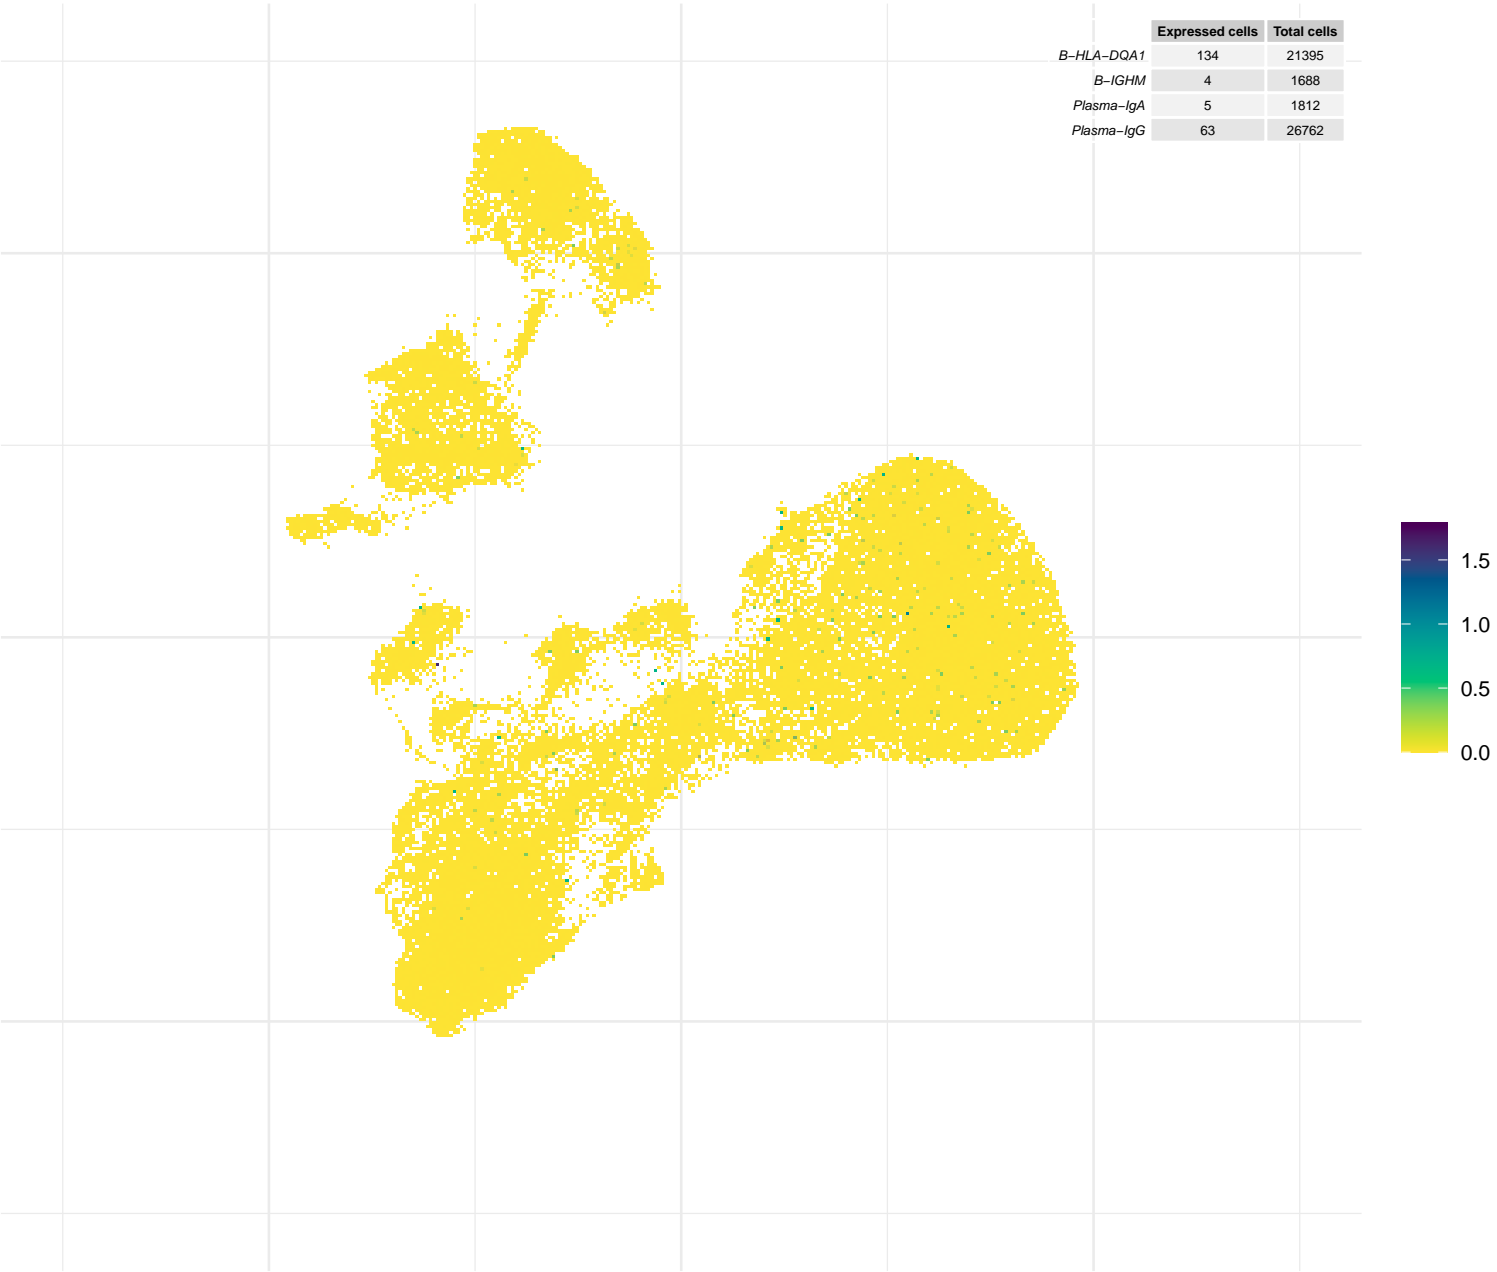 Expressed cells Total cells
B−HLA−DQA1 134 21395
B−IGHM 4 1688
Plasma−IgA 5 1812
Plasma−IgG 63 26762
1.5
1.0
0.5
0.0